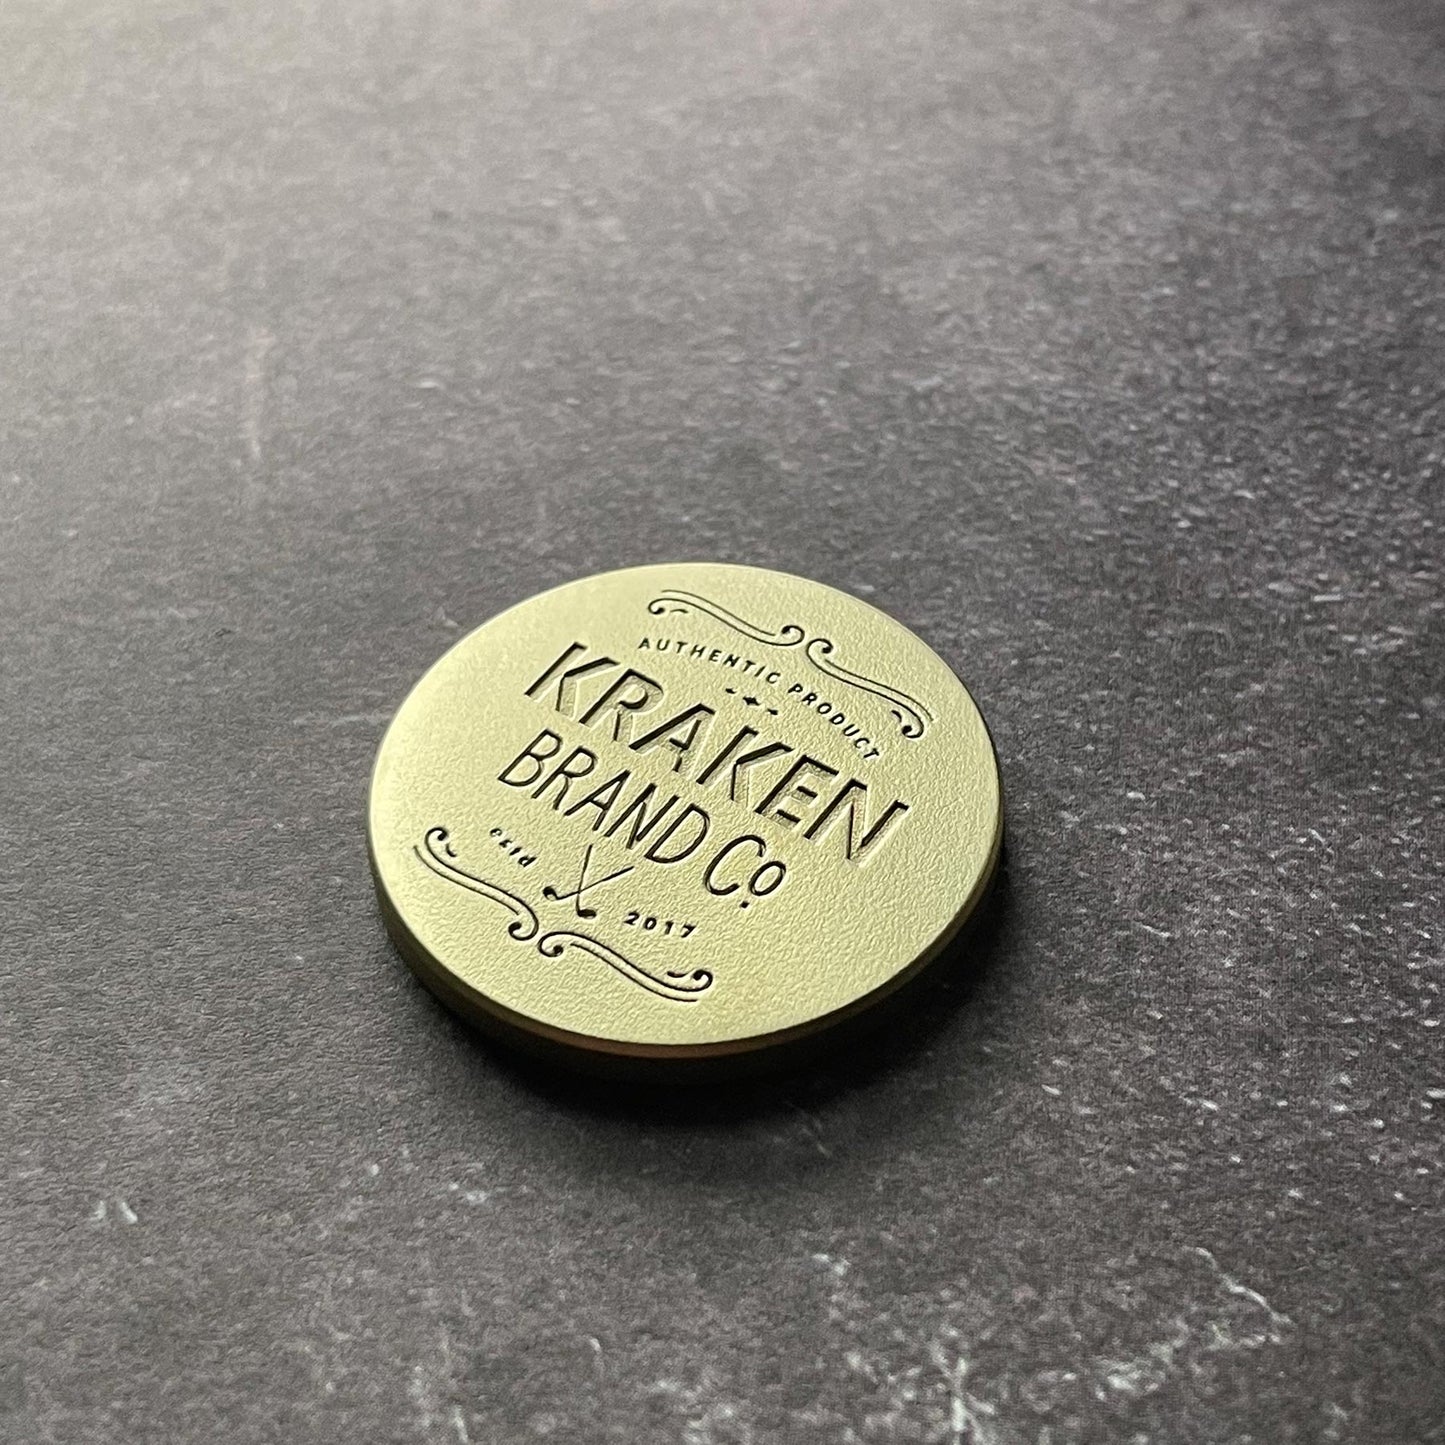 AUTHENTIC PRODUCT
KRAKEN
BRAND Co.
estd 2017